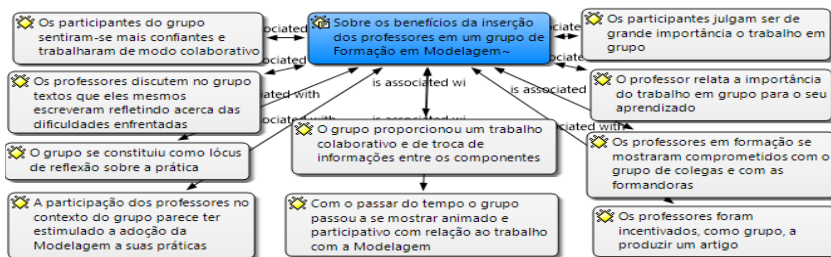 Os participantes do grupo
sentiram-se mais confiantes e
trabalharam de modo colaborativo
Sobre os benefícios da inserção
dos professores em um grupo de
Formação em Modelagem~
Os participantes julgam ser de
grande importância o trabalho em
grupo
Os professores discutem no grupo
textos que eles mesmos
escreveram refletindo acerca das
dificuldades enfrentadas
is associated wi
O professor relata a importância
do trabalho em grupo para o seu
aprendizado
O grupo se constituiu como lócus
de reflexão sobre a prática
O grupo proporcionou um trabalho
colaborativo e de troca de
informações entre os componentes
Os professores em formação se
mostraram comprometidos com o
grupo de colegas e com as
formandoras
A participação dos professores no
contexto do grupo parece ter
estimulado a adoção da
Modelagem a suas práticas
Com o passar do tempo o grupo
passou a se mostrar animado e
participativo com relação ao trabalho
com a Modelagem
Os professores foram
incentivados, como grupo, a
produzir um artigo